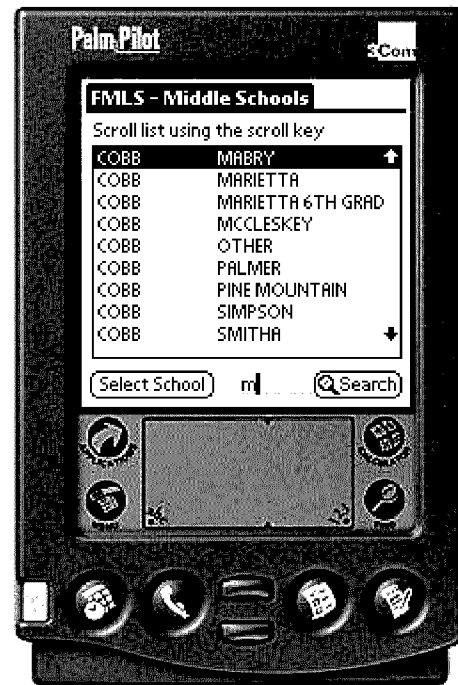 Palm Pilot
3Com
FMLS - Middle Schools
Scroll list using the scroll key
COBB MABRY
COBB MARIETTA
COBB MARIETTA 6TH GRAD
COBB MCCLESKEY
COBB OTHER
COBB PALMER
COBB PINE MOUNTAIN
COBB SIMPSON
COBB SMITHA
Select School m Search